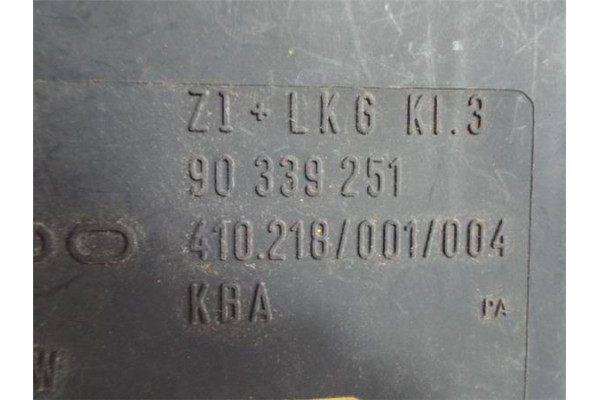 ZI + LKG Kl.3
90 339 251
410.218/001/004
KBA PA
W